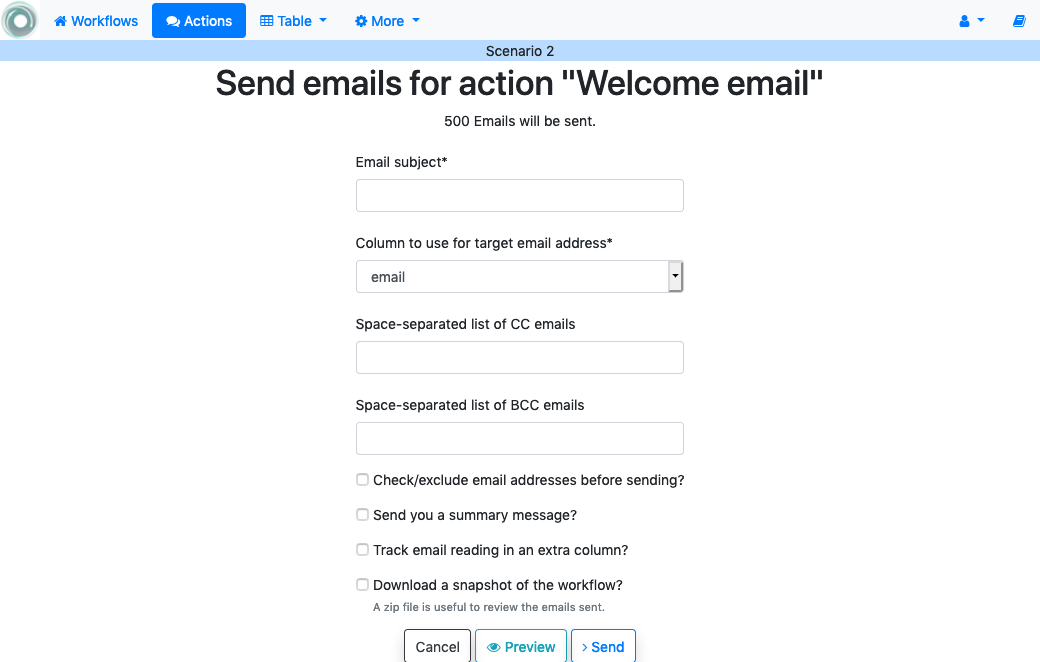 Workflows Actions Table More
Scenario 2
Send emails for action "Welcome email"
500 Emails will be sent.
Email subject*
Column to use for target email address*
email
Space-separated list of CC emails
Space-separated list of BCC emails
Check/exclude email addresses before sending?
Send you a summary message?
Track email reading in an extra column?
Download a snapshot of the workflow?
A zip file is useful to review the emails sent.
Cancel Preview Send